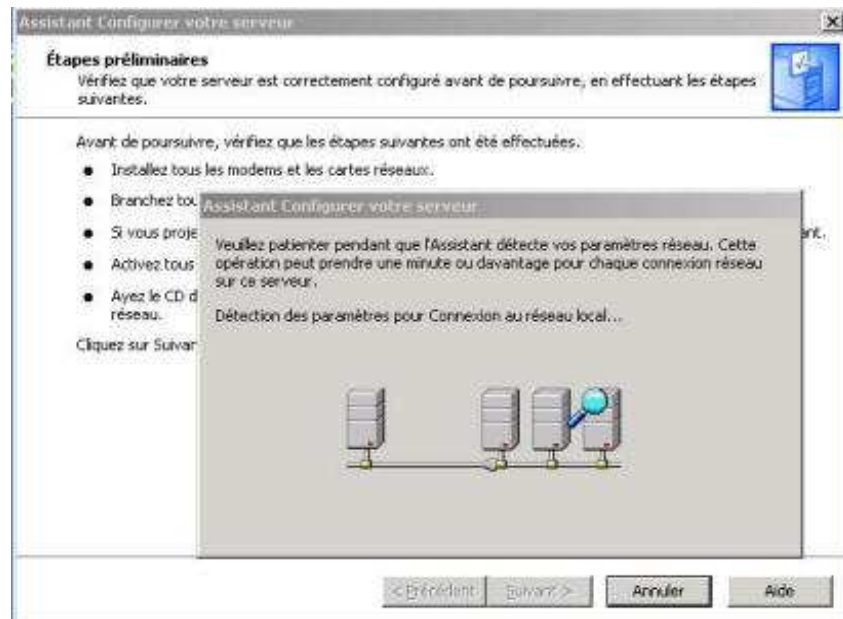 Assistant Configurer votre serveur
Étapes préliminaires
Vérifiez que votre serveur est correctement configuré avant de poursuivre, en effectuant les étapes
suivantes.
Avant de poursuivre, vérifiez que les étapes suivantes ont été effectuées.
● Installez tous les modems et les cartes réseaux.
● Branchez
● Si vous
● Activez tous
● Ayez le CD
réseau.
Cliquez sur
Assistant Configurer votre serveur
Veuillez patienter pendant que l'Assistant détecte vos paramètres réseau. Cette
opération peut prendre une minute ou davantage pour chaque connexion réseau
sur ce serveur.
Détection des paramètres pour Connexion au réseau local...
< Précédent
Suivant >
Annuler
Aide